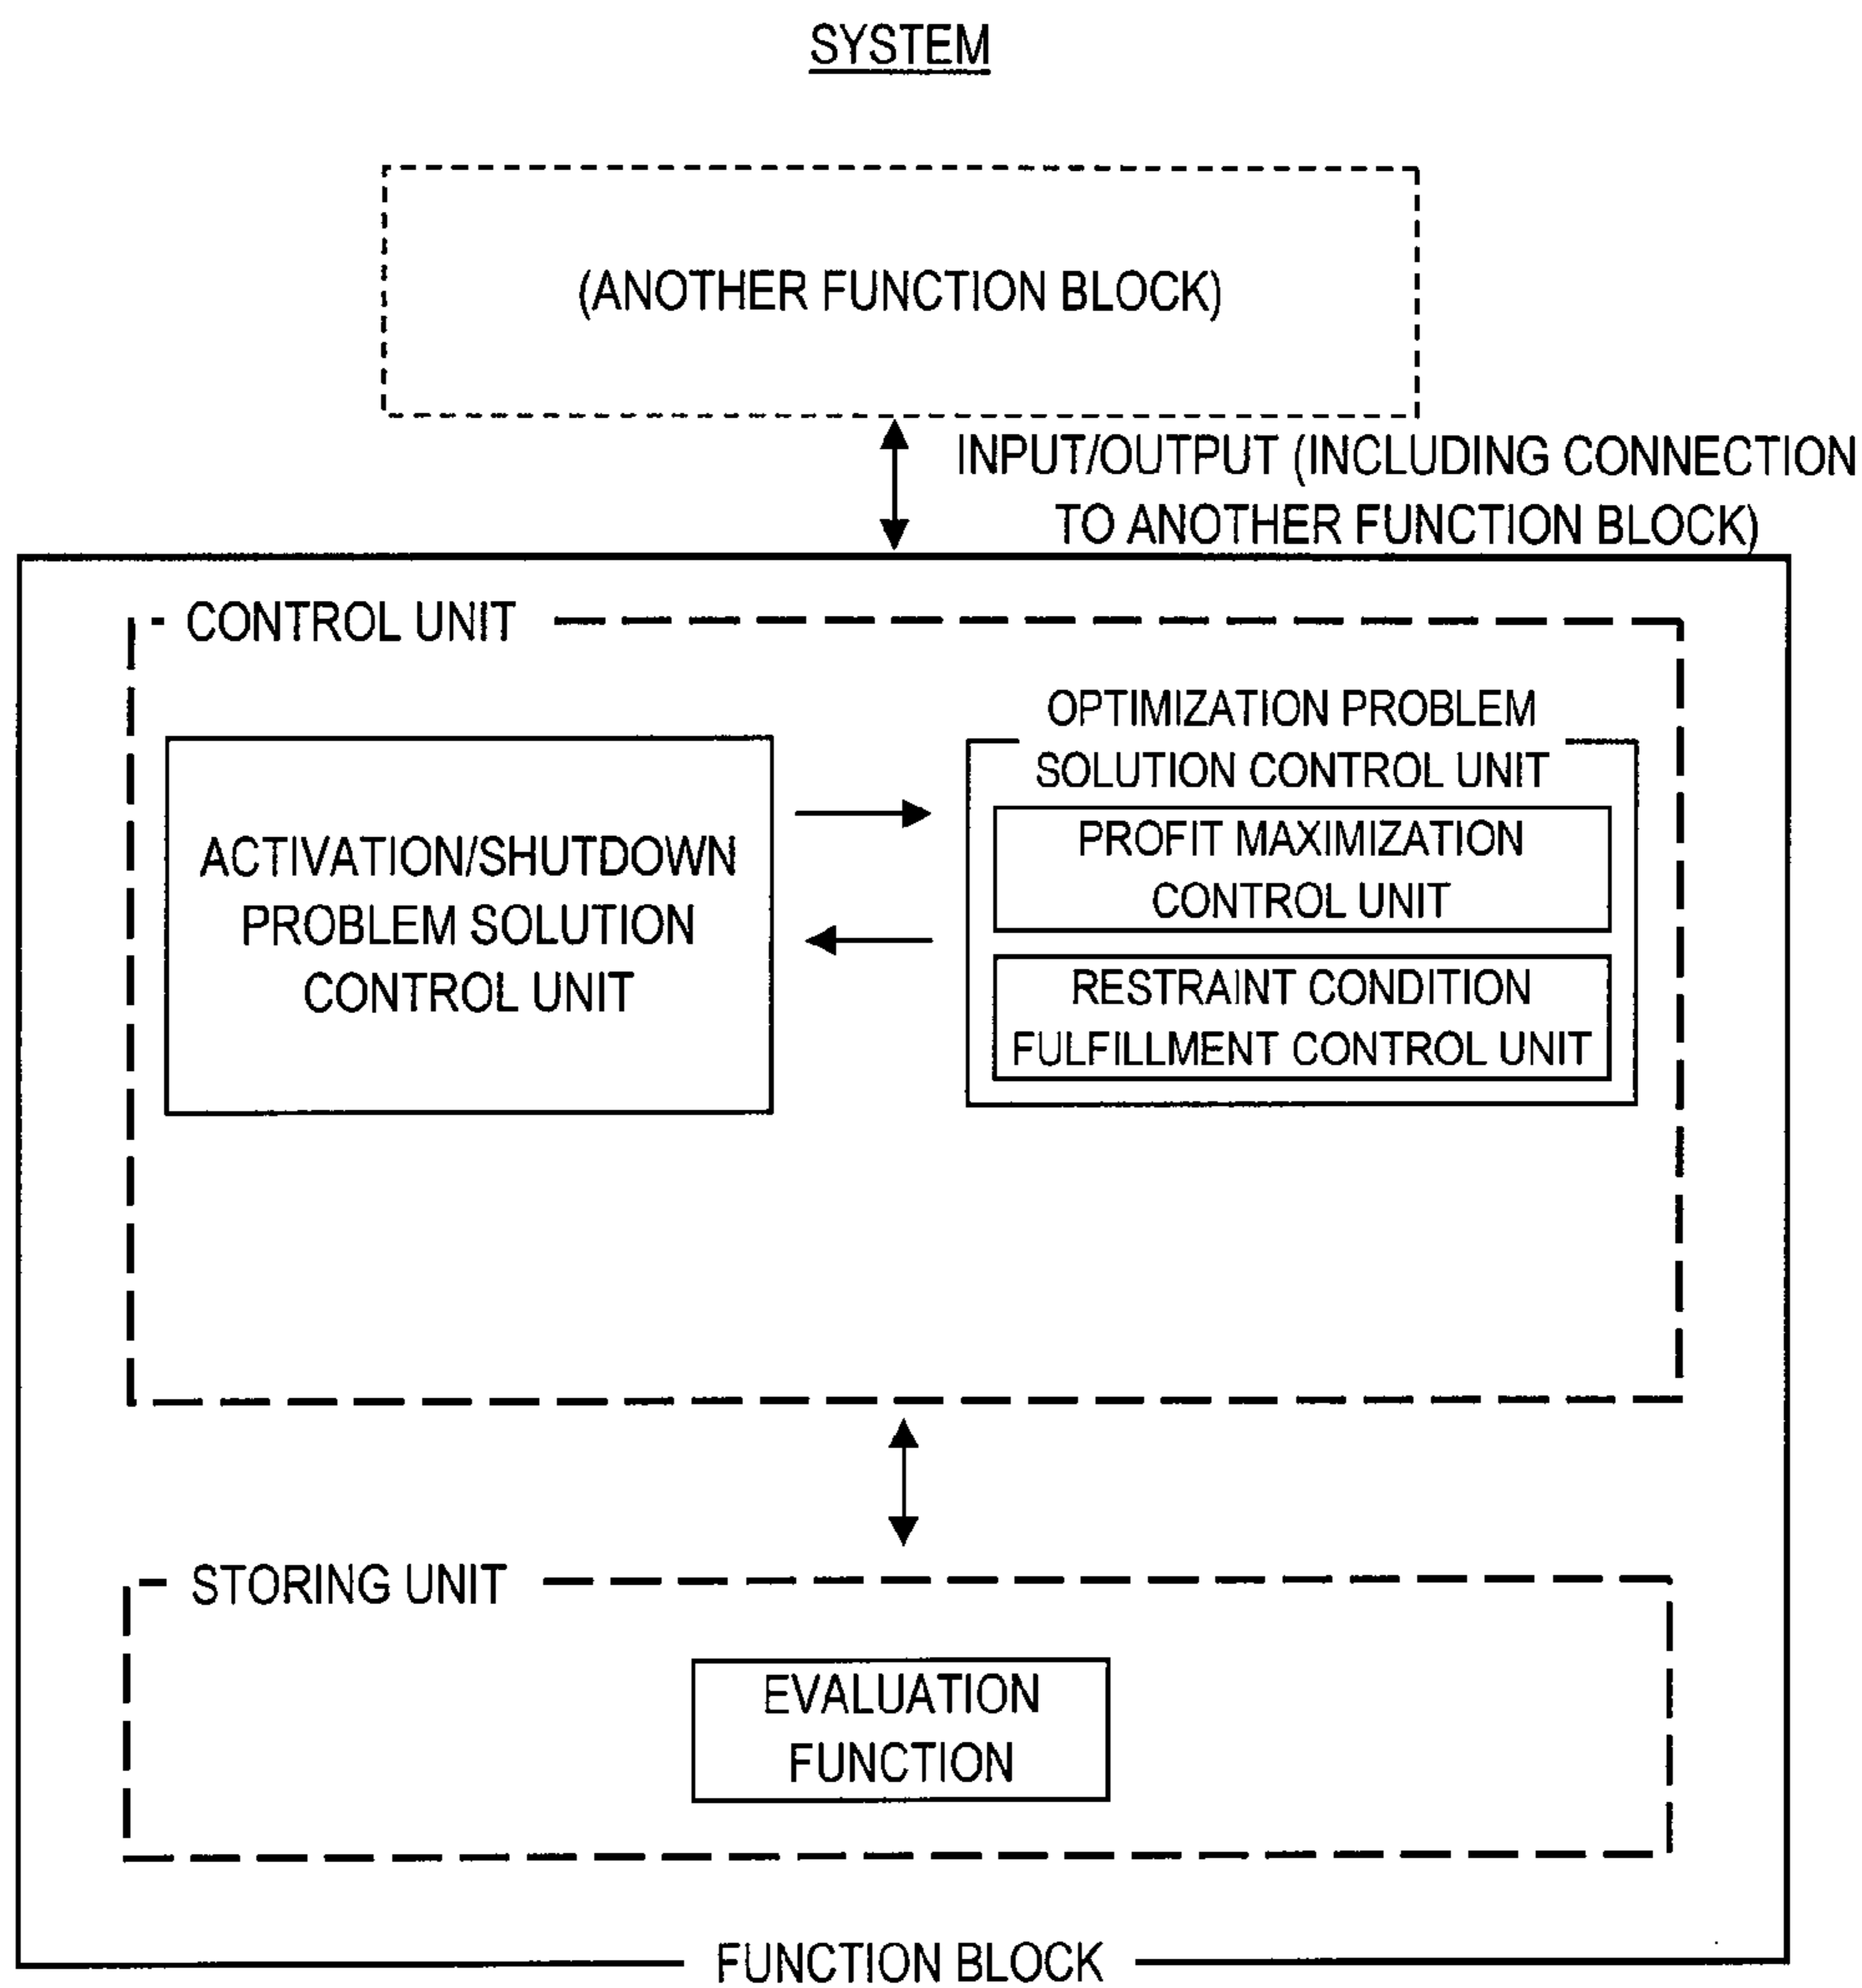 SYSTEM
(ANOTHER FUNCTION BLOCK)
INPUT/OUTPUT (INCLUDING CONNECTION
TO ANOTHER FUNCTION BLOCK)
CONTROL UNIT
ACTIVATION/SHUTDOWN
PROBLEM SOLUTION
CONTROL UNIT
OPTIMIZATION PROBLEM
SOLUTION CONTROL UNIT
PROFIT MAXIMIZATION
CONTROL UNIT
RESTRAINT CONDITION
FULFILLMENT CONTROL UNIT
STORING UNIT
EVALUATION
FUNCTION
FUNCTION BLOCK